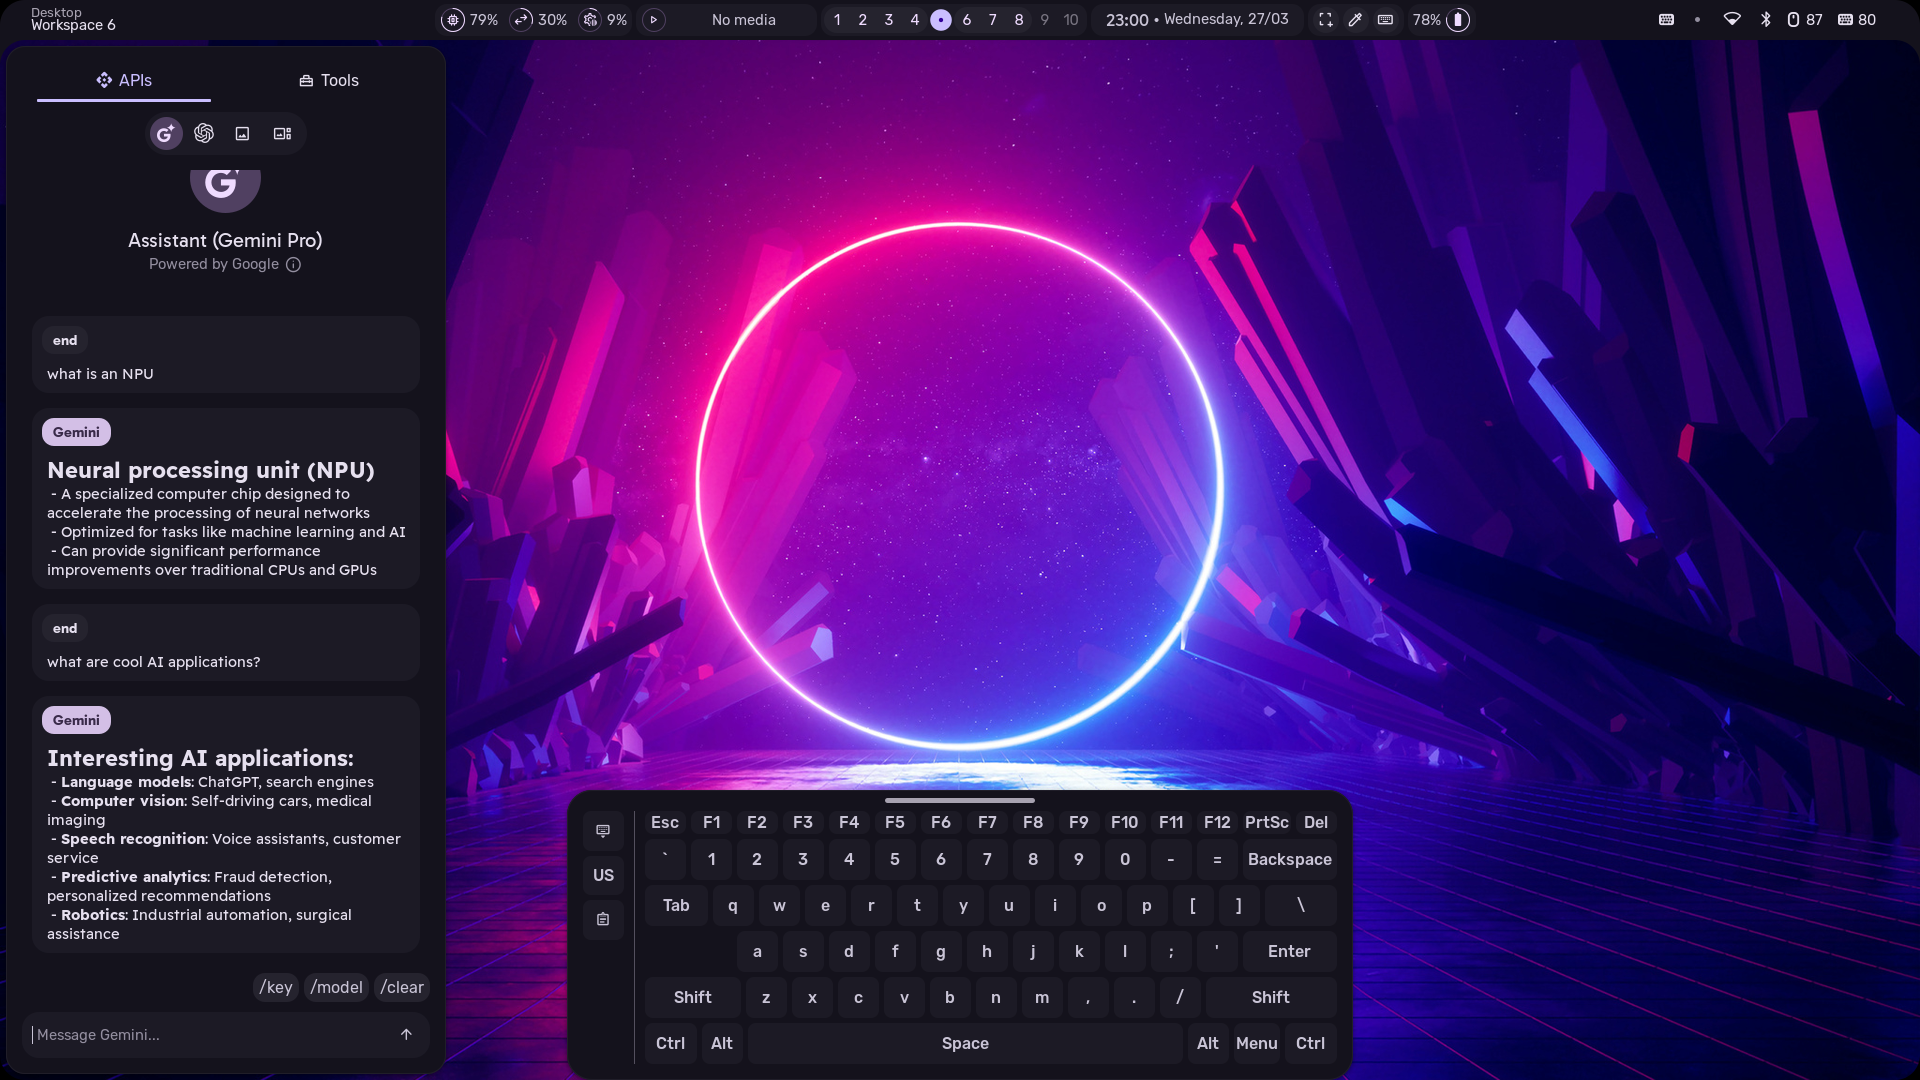 Desktop
Workspace 6
79% 30% 9% No media 1 2 3 4 6 7 8 9 10 23:00 • Wednesday, 27/03 78% 87 80
APIs Tools
Assistant (Gemini Pro)
Powered by Google
end
what is an NPU
Gemini
Neural processing unit (NPU)
- A specialized computer chip designed to
accelerate the processing of neural networks
- Optimized for tasks like machine learning and AI
- Can provide significant performance
improvements over traditional CPUs and GPUs
end
what are cool AI applications?
Gemini
Interesting AI applications:
- Language models: ChatGPT, search engines
- Computer vision: Self-driving cars, medical
imaging
- Speech recognition: Voice assistants, customer
service
- Predictive analytics: Fraud detection,
personalized recommendations
- Robotics: Industrial automation, surgical
assistance
/key /model /clear
Message Gemini...
US
Esc F1 F2 F3 F4 F5 F6 F7 F8 F9 F10 F11 F12 PrtSc Del
` 1 2 3 4 5 6 7 8 9 0 - = Backspace
Tab q w e r t y u i o p [ ] \
a s d f g h j k l ; ' Enter
Shift z x c v b n m , . / Shift
Ctrl Alt Space Alt Menu Ctrl